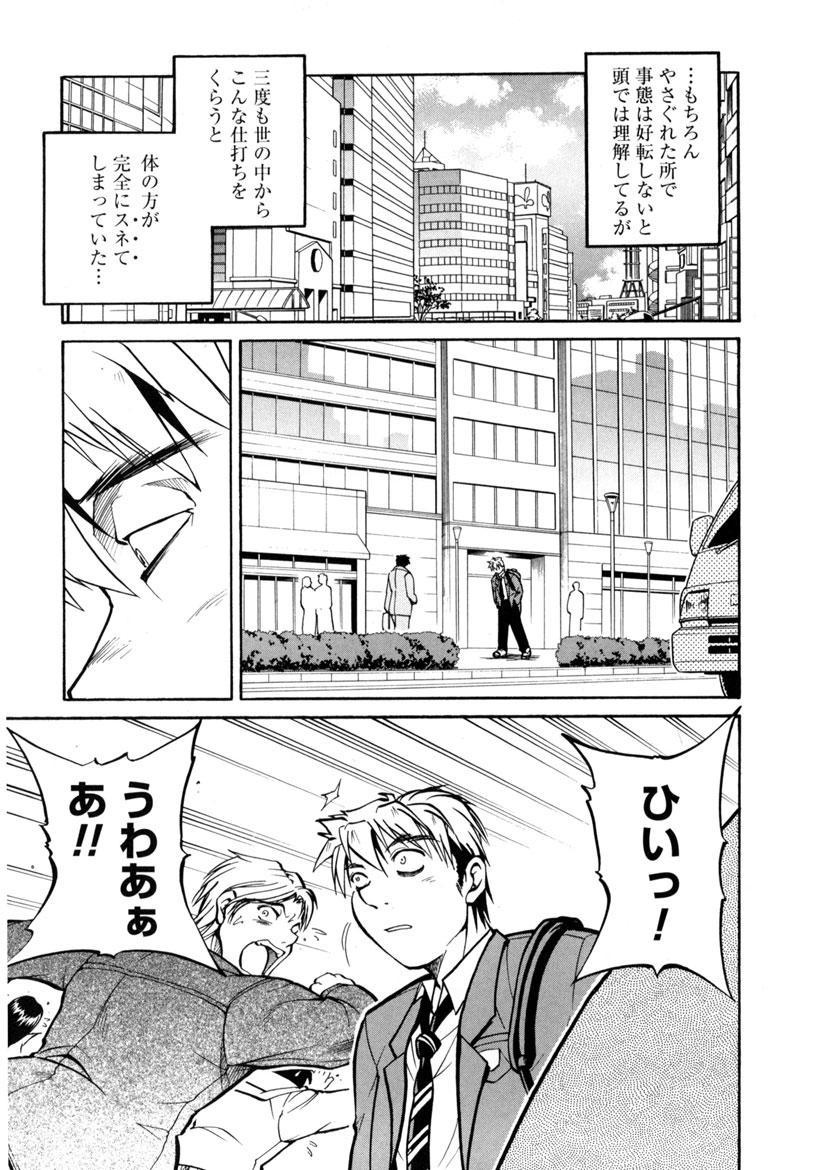 …もちろん
やさぐれた所で
事態は好転しないと
頭では理解してるが
三度も世の中から
こんな仕打ちを
くらうと
体の方が
完全にスネて
しまっていた…
ひいっ！
うわあぁ
あ!!